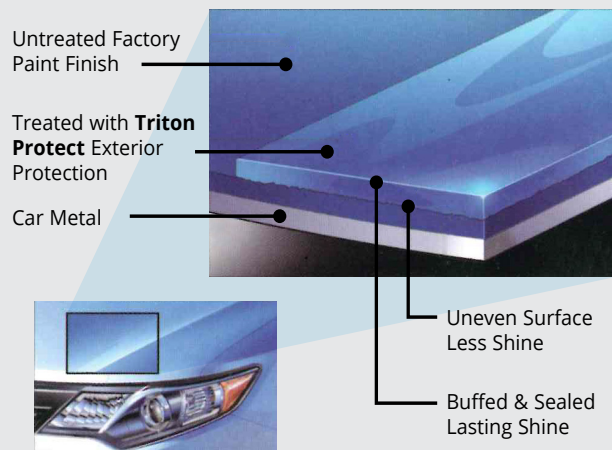 Untreated Factory
Paint Finish
Treated with Triton
Protect Exterior
Protection
Car Metal
Uneven Surface
Less Shine
Buffed & Sealed
Lasting Shine